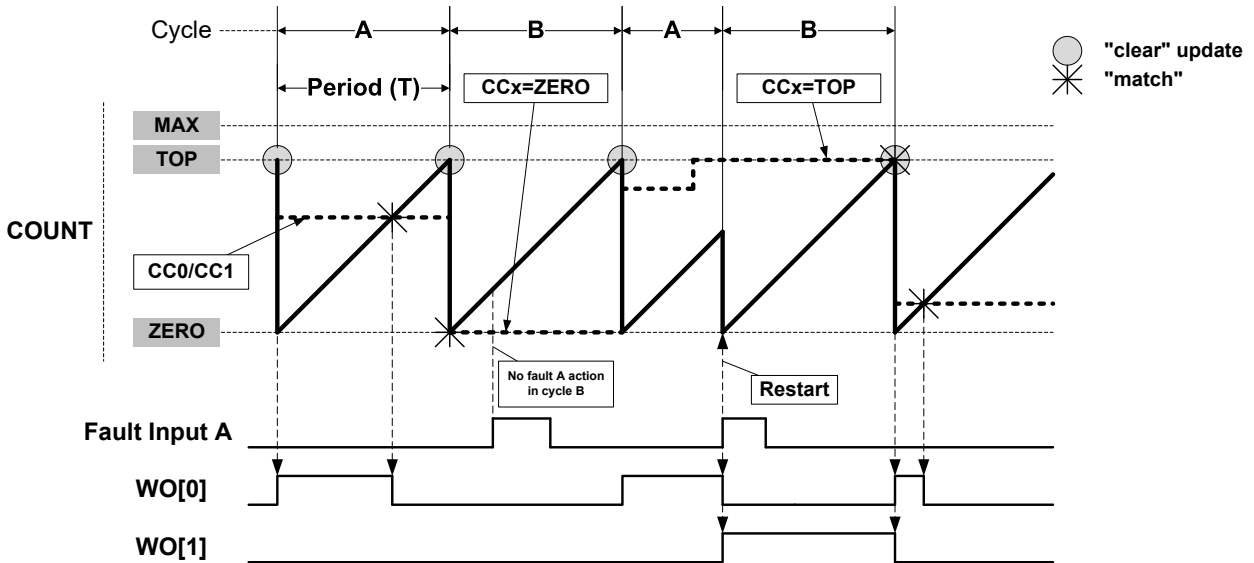 Cycle
A
B
A
B
"clear" update
"match"
Period (T)
CCx=ZERO
CCx=TOP
MAX
TOP
COUNT
CC0/CC1
ZERO
No fault A action
in cycle B
Restart
Fault Input A
WO[0]
WO[1]